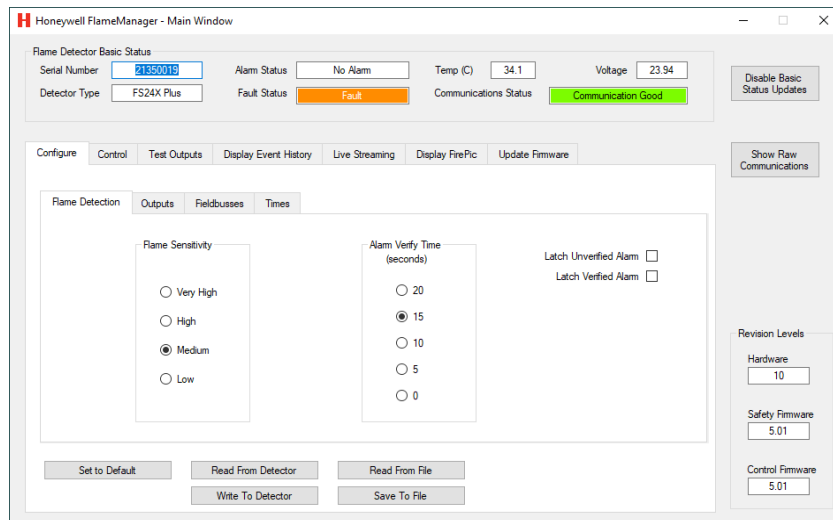 Honeywell FlameManager - Main Window
Flame Detector Basic Status
Serial Number 21350019 Alarm Status No Alarm Temp (C) 34.1 Voltage 23.94
Detector Type FS24X Plus Fault Status Fault Communications Status Communication Good
Disable Basic
Status Updates
Configure Control Test Outputs Display Event History Live Streaming Display FirePic Update Firmware
Show Raw
Communications
Flame Detection Outputs Fieldbusses Times
Flame Sensitivity
Very High
High
Medium
Low
Alarm Verify Time
(seconds)
20
15
10
5
0
Latch Unverified Alarm
Latch Verified Alarm
Revision Levels
Hardware
10
Safety Firmware
5.01
Control Firmware
5.01
Set to Default Read From Detector Read From File
Write To Detector Save To File